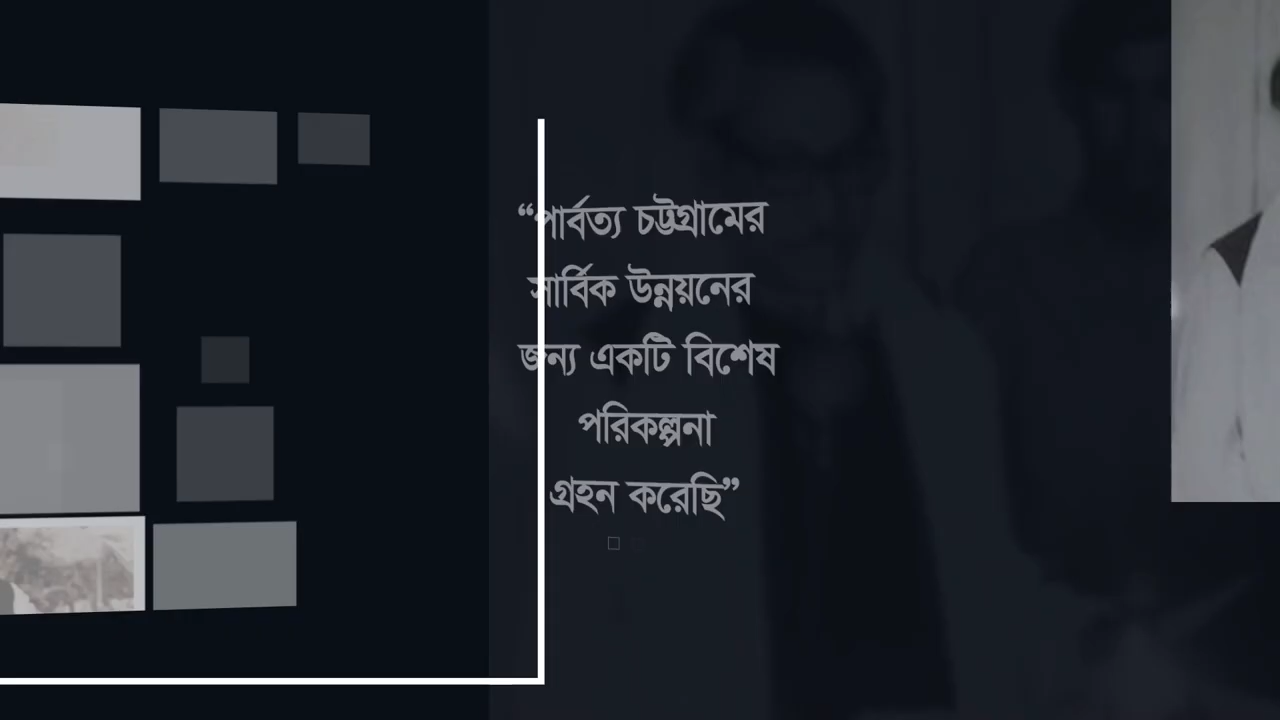 “পার্বত্য চট্টগ্রামের
সার্বিক উন্নয়নের
জন্য একটি বিশেষ
পরিকল্পনা
গ্রহন করেছি”